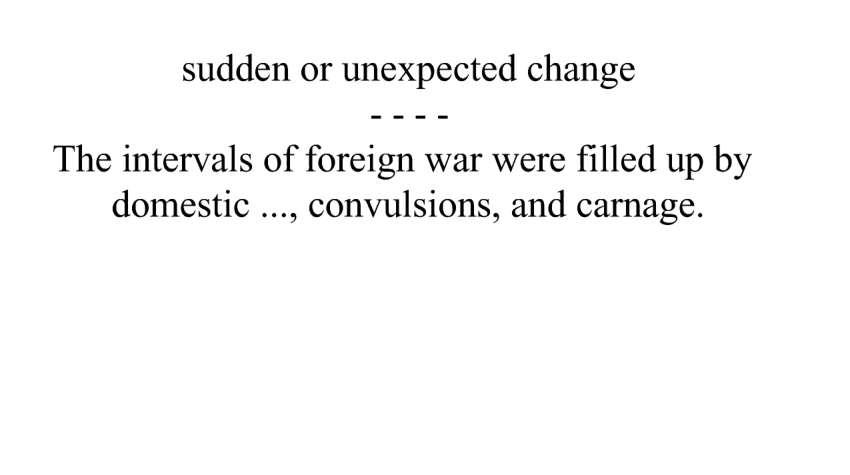 sudden or unexpected change
- - - -
The intervals of foreign war were filled up by
domestic ..., convulsions, and carnage.